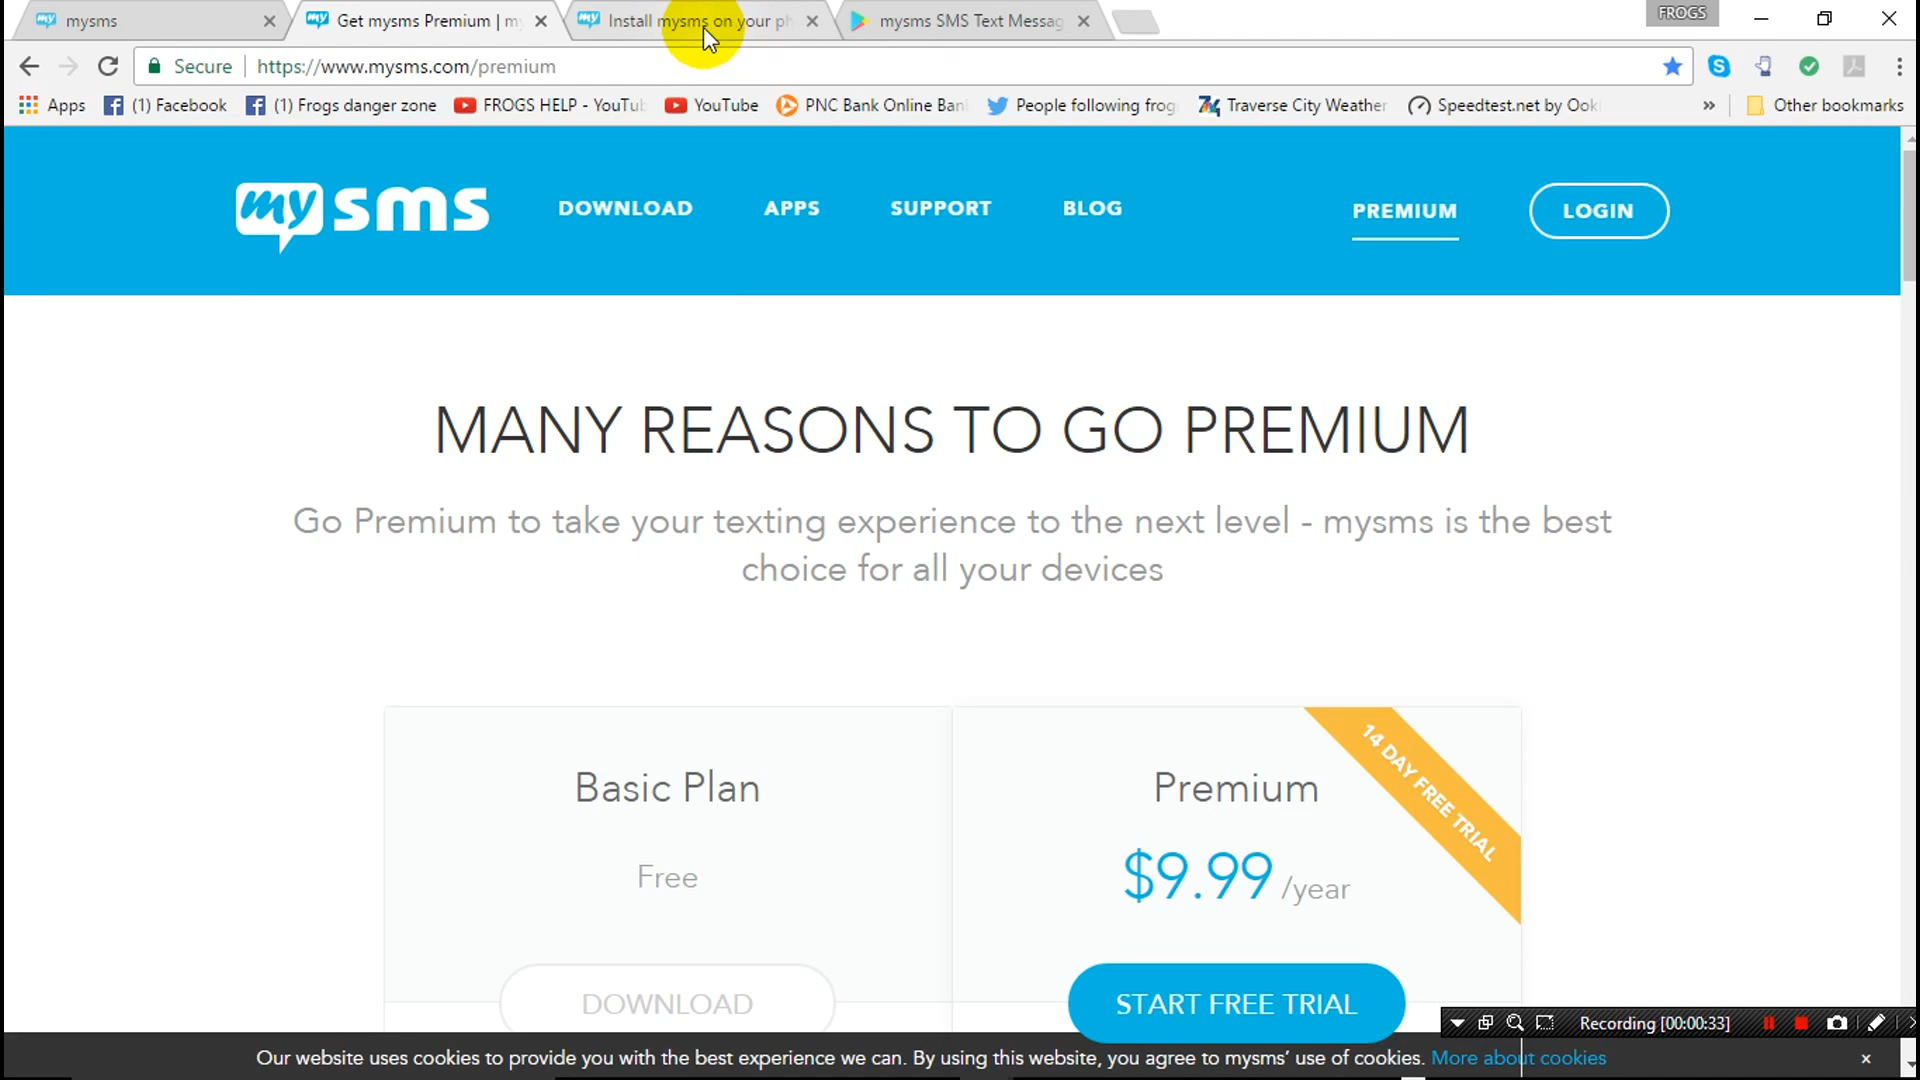 mysms
Get mysms Premium | my
Install mysms on your ph
mysms SMS Text Messag
FROGS
Secure
https://www.mysms.com/premium
Apps
(1) Facebook
(1) Frogs danger zone
FROGS HELP - YouTu
YouTube
PNC Bank Online Ban
People following frog
Traverse City Weather
Speedtest.net by Ook
»
Other bookmarks
my sms
DOWNLOAD
APPS
SUPPORT
BLOG
PREMIUM
LOGIN
MANY REASONS TO GO PREMIUM
Go Premium to take your texting experience to the next level - mysms is the best
choice for all your devices
14 DAY FREE TRIAL
Basic Plan
Premium
Free
$9.99 /year
DOWNLOAD
START FREE TRIAL
Recording [00:00:33]
Our website uses cookies to provide you with the best experience we can. By using this website, you agree to mysms’ use of cookies. More about cookies